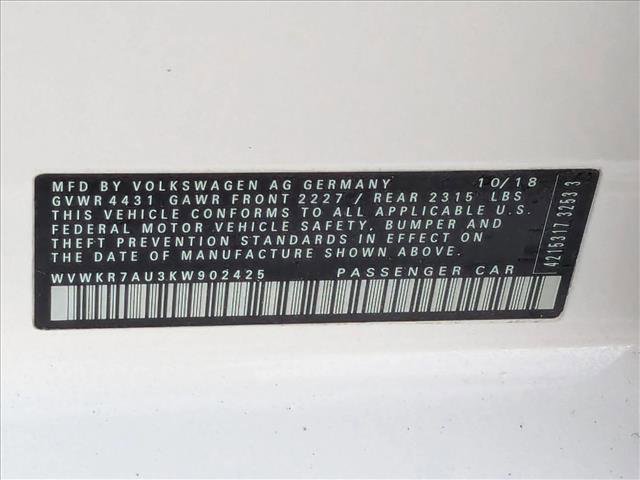 MFD BY VOLKSWAGEN AG GERMANY 10/18
GVWR 4431 GAWR FRONT 2227 / REAR 2315 LBS
THIS VEHICLE CONFORMS TO ALL APPLICABLE U.S.
FEDERAL MOTOR VEHICLE SAFETY, BUMPER AND
THEFT PREVENTION STANDARDS IN EFFECT ON
THE DATE OF MANUFACTURE SHOWN ABOVE.
WVWKR7AU3KW902425 PASSENGER CAR
4215317 3253 3